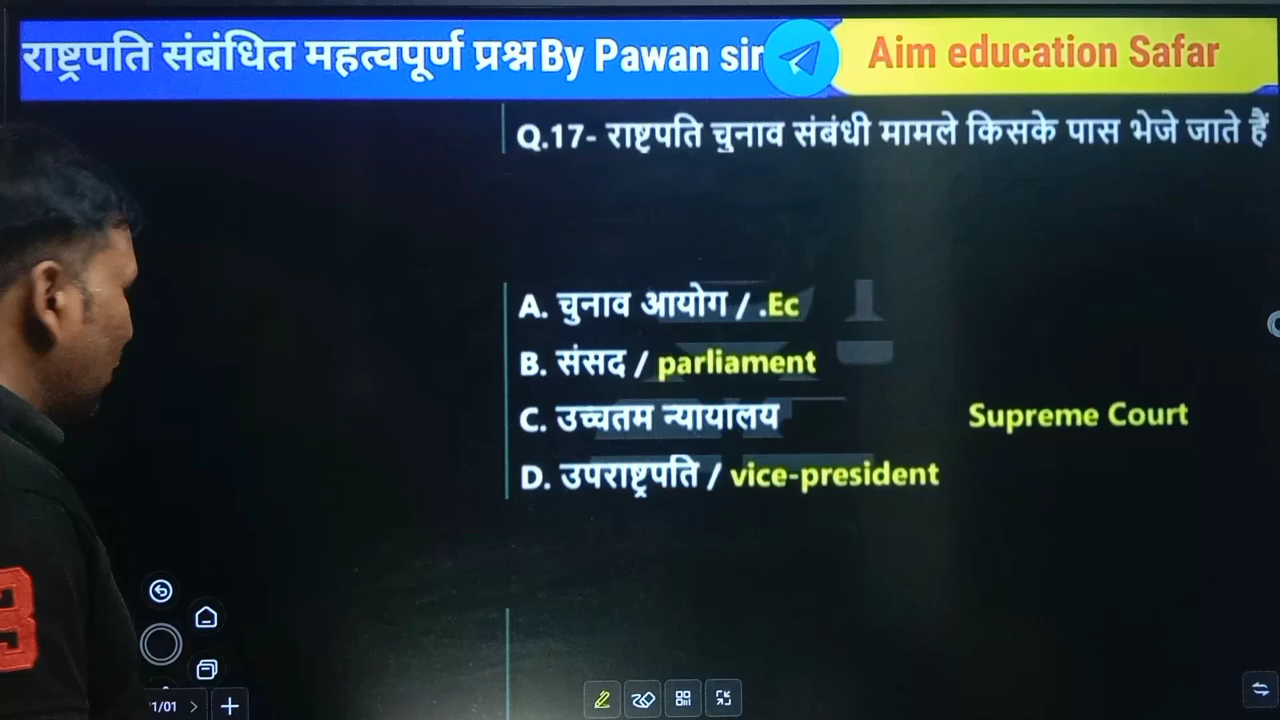 राष्ट्रपति संबंधित महत्वपूर्ण प्रश्न By Pawan sir
Aim education Safar
Q.17- राष्टपति चुनाव संबंधी मामले किसके पास भेजे जाते हैं
A. चुनाव आयोग / .Ec
B. संसद / parliament
C. उच्चतम न्यायालय Supreme Court
D. उपराष्ट्रपति / vice-president
1/01